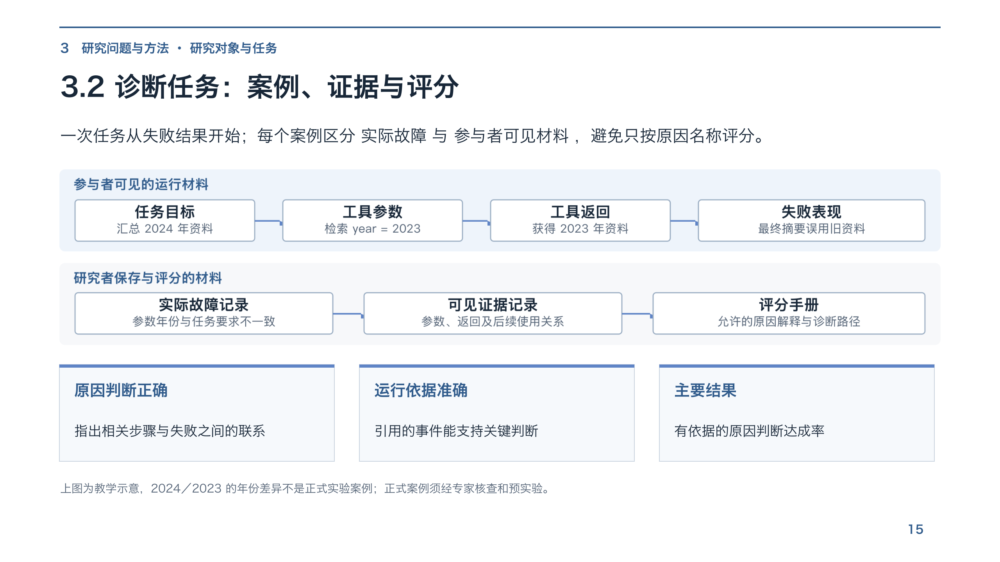 3 研究问题与方法 · 研究对象与任务
3.2 诊断任务：案例、证据与评分
一次任务从失败结果开始；每个案例区分 实际故障 与 参与者可见材料 ，避免只按原因名称评分。
参与者可见的运行材料
任务目标
汇总 2024 年资料
工具参数
检索 year = 2023
工具返回
获得 2023 年资料
失败表现
最终摘要误用旧资料
研究者保存与评分的材料
实际故障记录
参数年份与任务要求不一致
可见证据记录
参数、返回及后续使用关系
评分手册
允许的原因解释与诊断路径
原因判断正确
指出相关步骤与失败之间的联系
运行依据准确
引用的事件能支持关键判断
主要结果
有依据的原因判断达成率
上图为教学示意，2024／2023 的年份差异不是正式实验案例；正式案例须经专家核查和预实验。
15